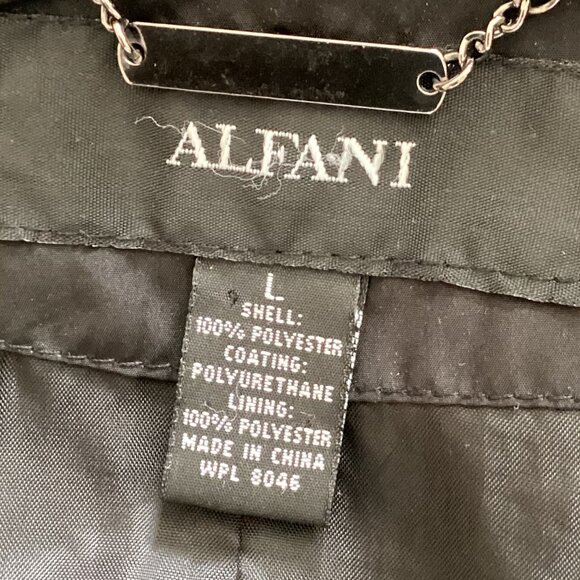 ALFANI
L
SHELL:
100% POLYESTER
COATING:
POLYURETHANE
LINING:
100% POLYESTER
MADE IN CHINA
WPL 8046